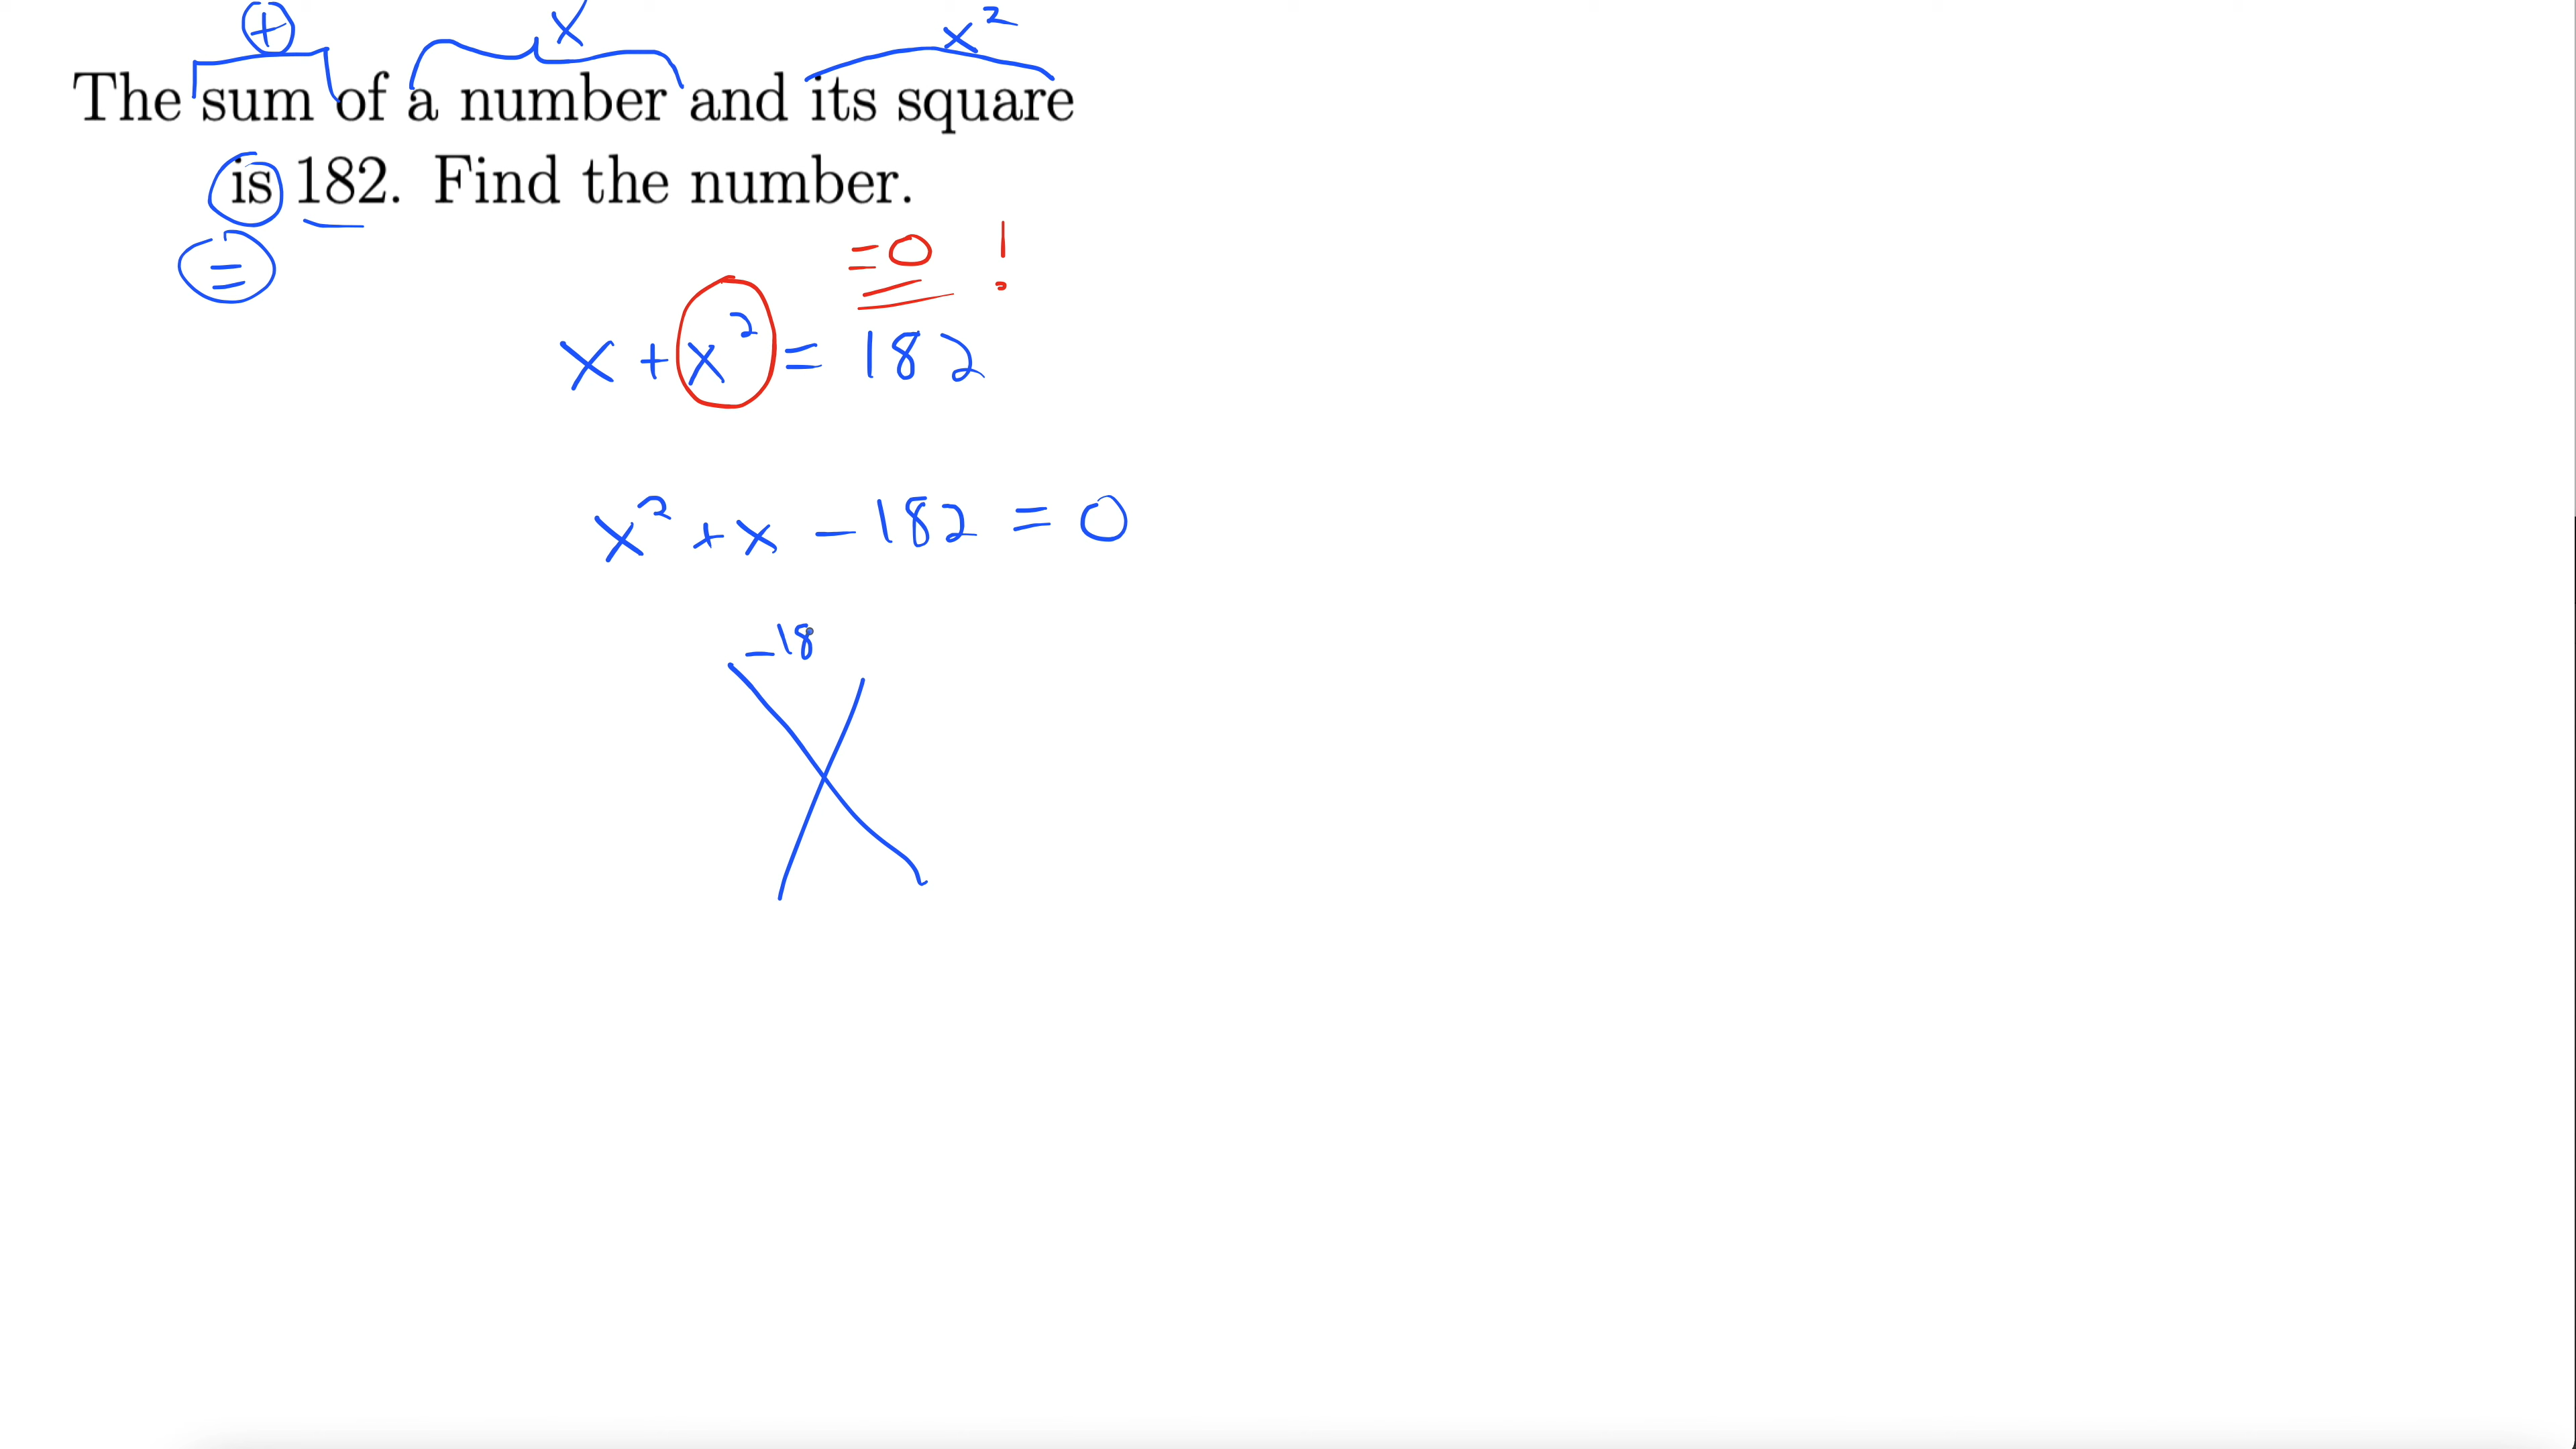 + x x²
The sum of a number and its square
is 182. Find the number.
= =0 !
x + x² = 182
x² + x - 182 = 0
-18